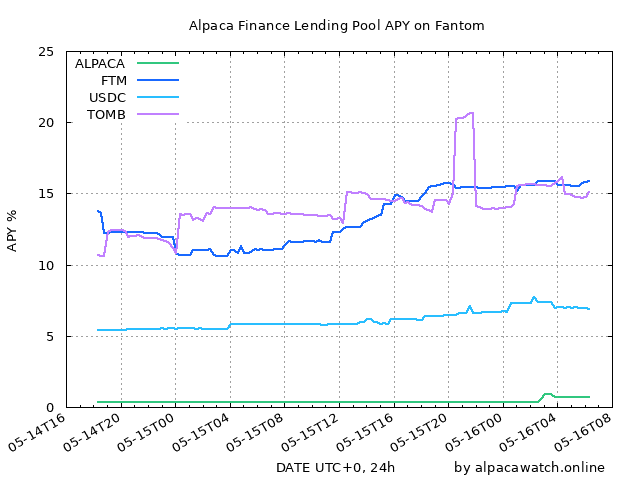 Alpaca Finance Lending Pool APY on Fantom
25
20
15
10
5
0
APY %
ALPACA
FTM
USDC
TOMB
05-14T16
05-14T20
05-15T00
05-15T04
05-15T08
05-15T12
05-15T16
05-15T20
05-16T00
05-16T04
05-16T08
DATE UTC+0, 24h
by alpacawatch.online